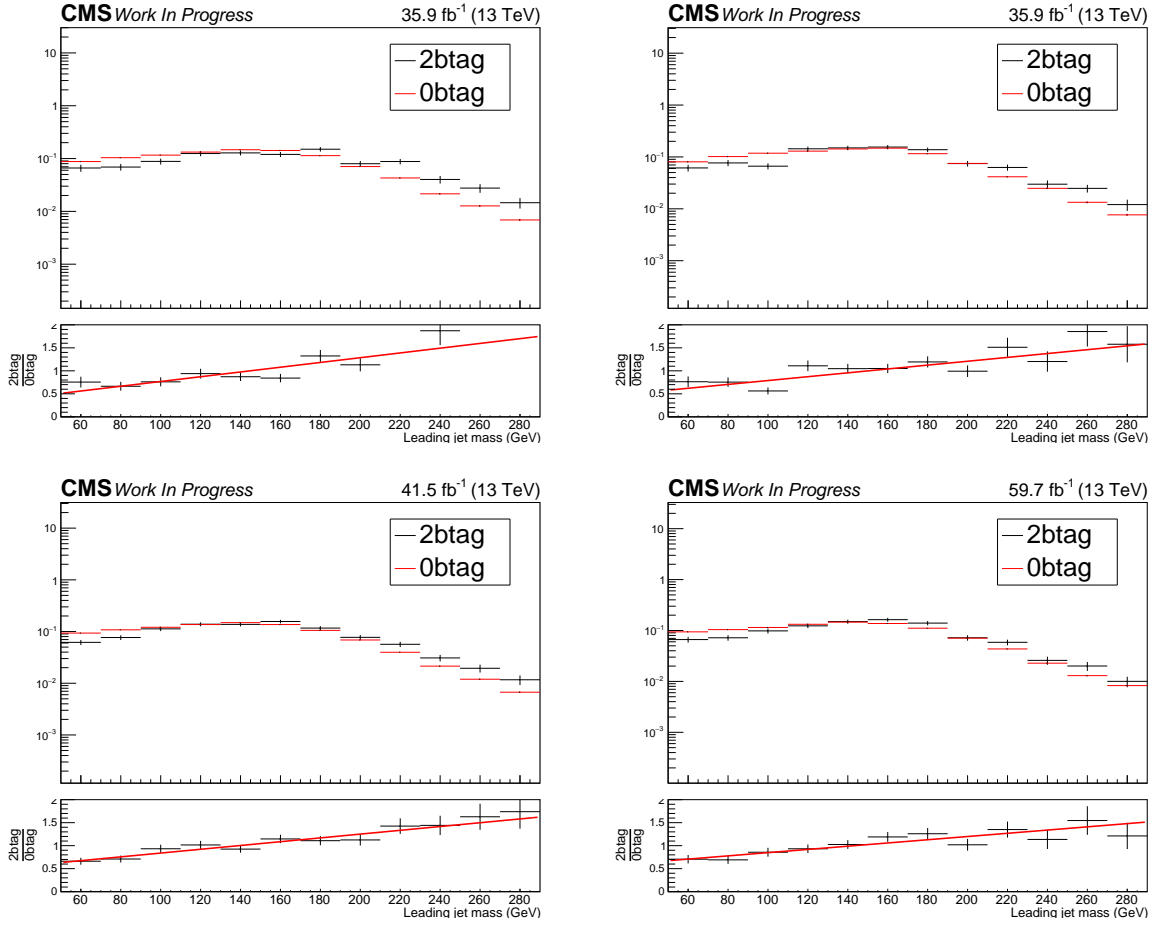 CMS Work In Progress 35.9 fb-1 (13 TeV)
10
1
10−1
10−2
10−3
2btag
0btag
2
1.5
1
0.5
0
2btag
0btag
60 80 100 120 140 160 180 200 220 240 260 280
Leading jet mass (GeV)
CMS Work In Progress 35.9 fb-1 (13 TeV)
10
1
10−1
10−2
10−3
2btag
0btag
2
1.5
1
0.5
0
2btag
0btag
60 80 100 120 140 160 180 200 220 240 260 280
Leading jet mass (GeV)
CMS Work In Progress 41.5 fb-1 (13 TeV)
10
1
10−1
10−2
10−3
2btag
0btag
2
1.5
1
0.5
0
2btag
0btag
60 80 100 120 140 160 180 200 220 240 260 280
Leading jet mass (GeV)
CMS Work In Progress 59.7 fb-1 (13 TeV)
10
1
10−1
10−2
10−3
2btag
0btag
2
1.5
1
0.5
0
2btag
0btag
60 80 100 120 140 160 180 200 220 240 260 280
Leading jet mass (GeV)